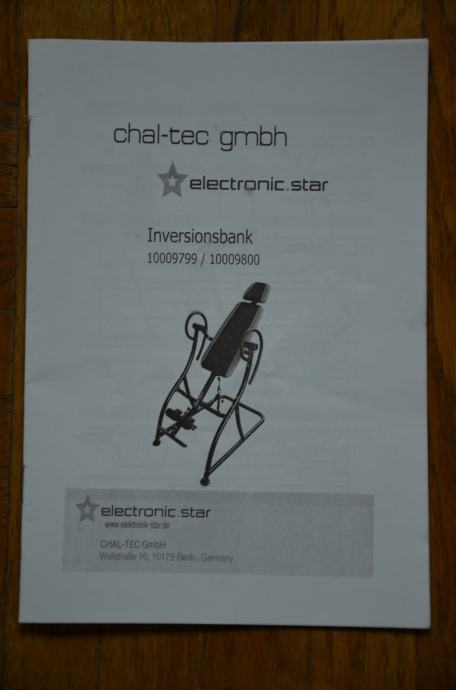 chal-tec gmbh
electronic.star
Inversionsbank
10009799 / 10009800
electronic.star
www.elektronik-star.de
CHAL-TEC GmbH
Wallstraße 16, 10179 Berlin, Germany